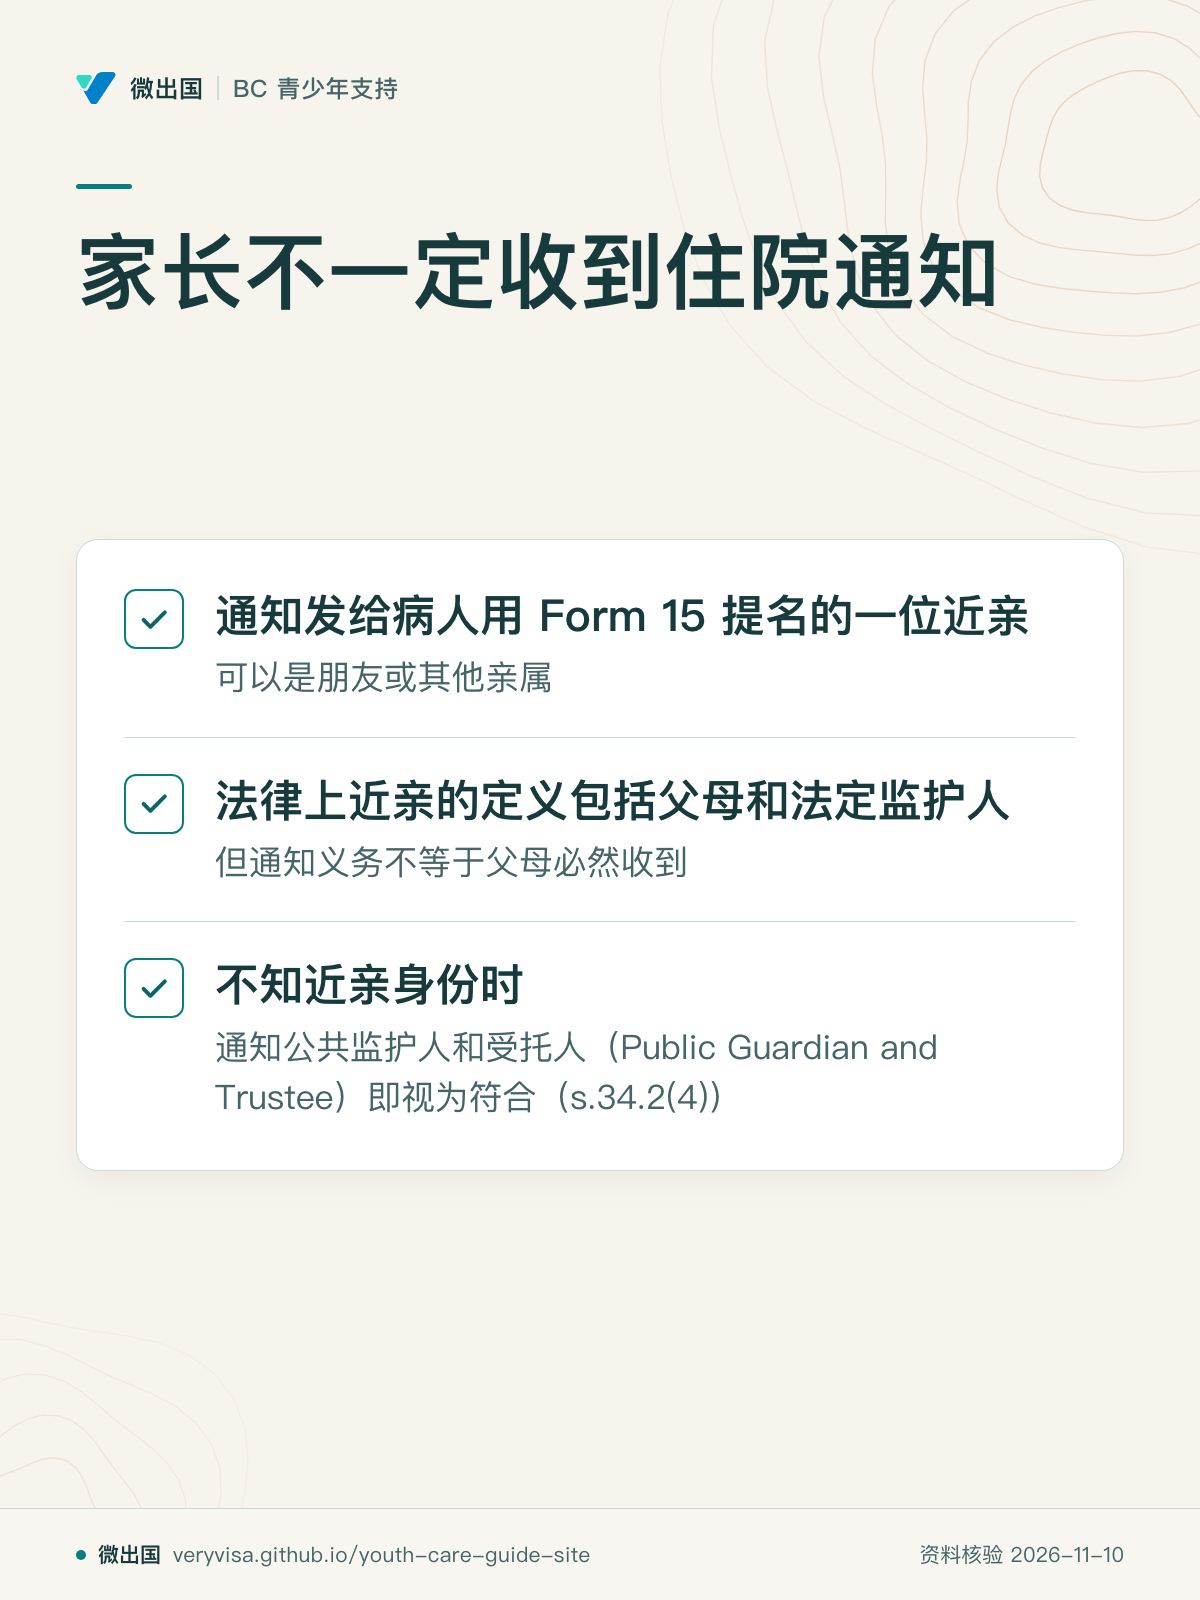 微出国 | BC 青少年支持
家长不一定收到住院通知
通知发给病人用 Form 15 提名的一位近亲
可以是朋友或其他亲属
法律上近亲的定义包括父母和法定监护人
但通知义务不等于父母必然收到
不知近亲身份时
通知公共监护人和受托人（Public Guardian and
Trustee）即视为符合（s.34.2(4)）
微出国 veryvisa.github.io/youth-care-guide-site
资料核验 2026-11-10